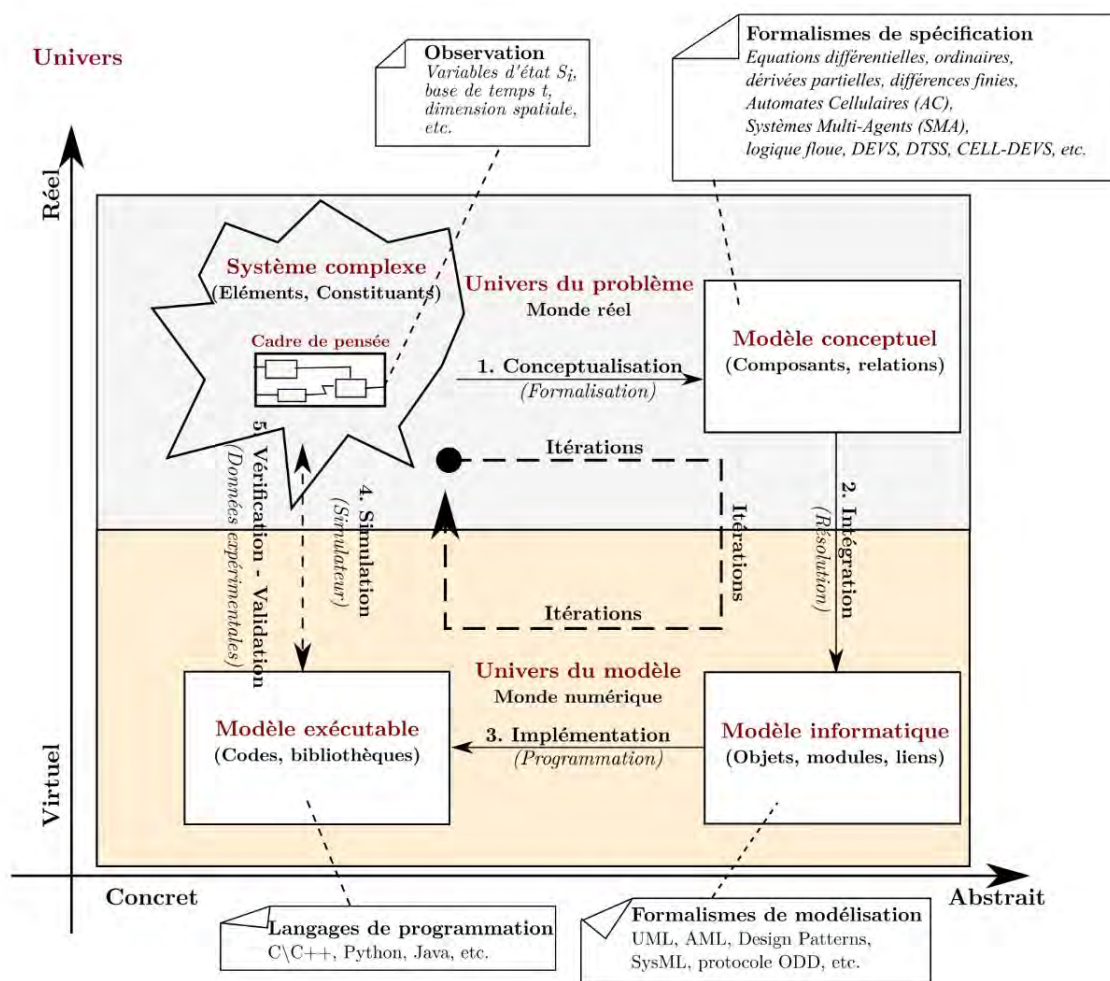 Univers
Observation
Variables d'état Si,
base de temps t,
dimension spatiale,
etc.
Formalismes de spécification
Equations différentielles, ordinaires,
dérivées partielles, différences finies,
Automates Cellulaires (AC),
Systèmes Multi-Agents (SMA),
logique floue, DEVS, DTSS, CELL-DEVS, etc.
Réel
Système complexe
(Eléments, Constituants)
Cadre de pensée
Univers du problème
Monde réel
1. Conceptualisation
(Formalisation)
Modèle conceptuel
(Composants, relations)
Itérations
Itérations
Itérations
2. Intégration
(Résolution)
4. Simulation
(Simulateur)
5. Vérification - Validation
(Données expérimentales)
Univers du modèle
Monde numérique
3. Implémentation
(Programmation)
Modèle exécutable
(Codes, bibliothèques)
Modèle informatique
(Objets, modules, liens)
Virtuel
Concret
Abstrait
Langages de programmation
C\C++, Python, Java, etc.
Formalismes de modélisation
UML, AML, Design Patterns,
SysML, protocole ODD, etc.